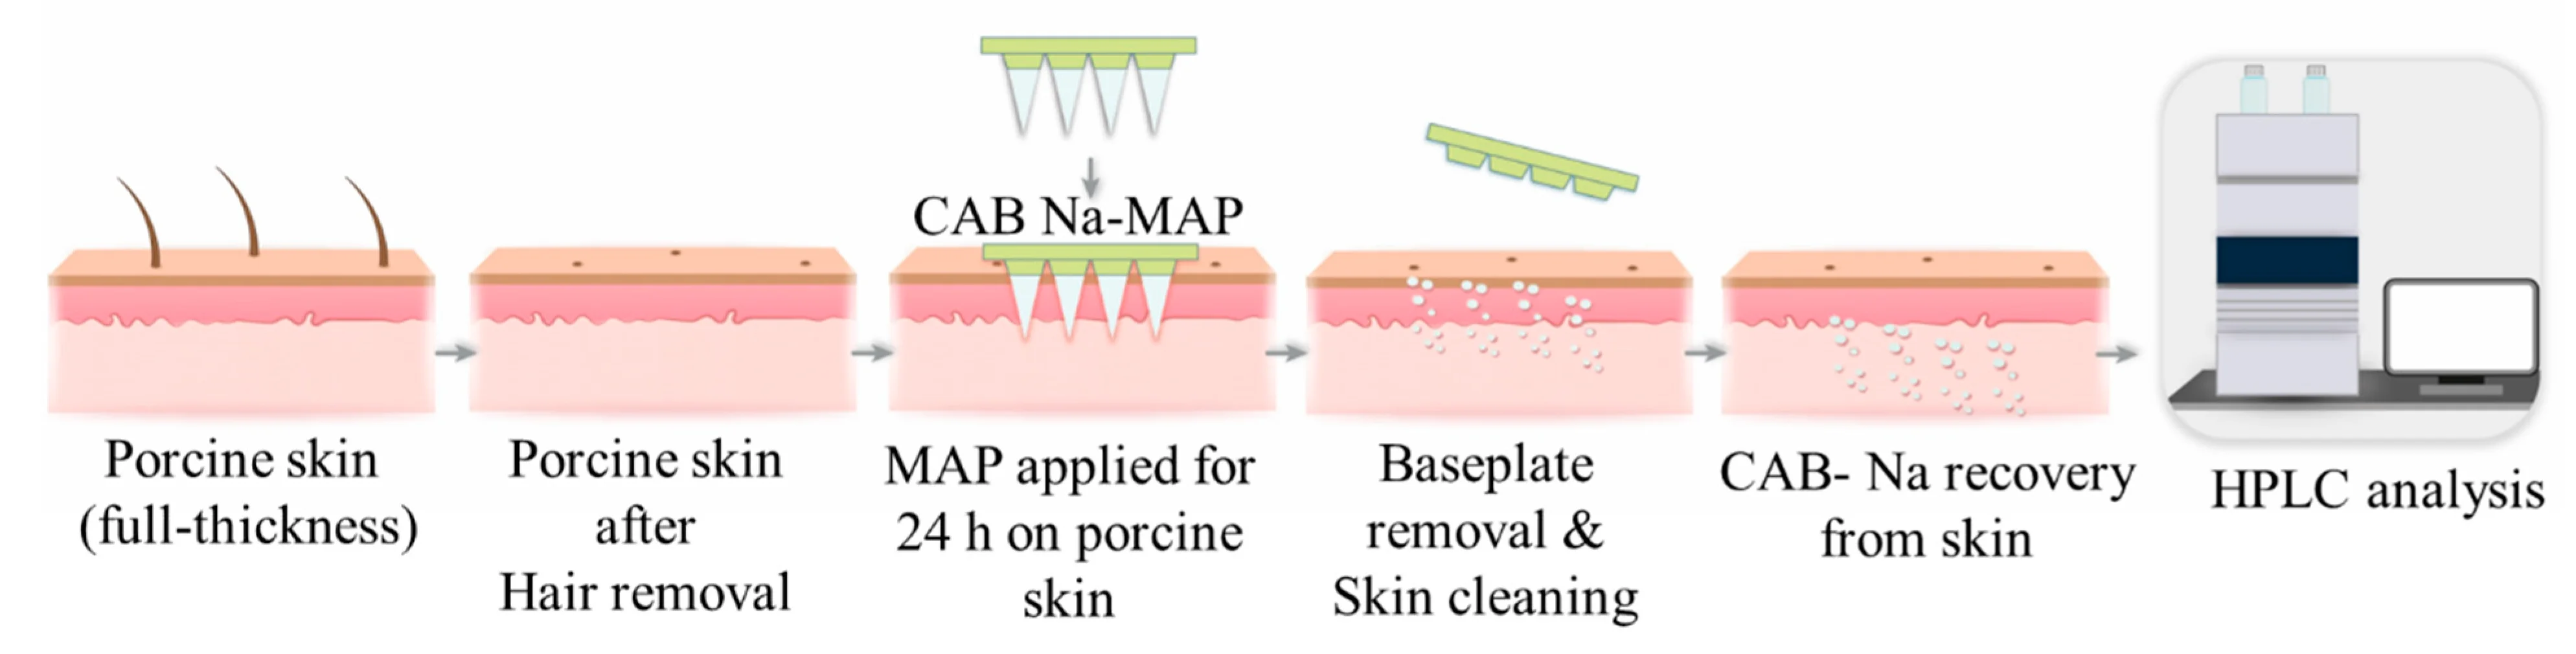 CAB Na-MAP
Porcine skin
(full-thickness)
Porcine skin
after
Hair removal
MAP applied for
24 h on porcine
skin
Baseplate
removal &
Skin cleaning
CAB- Na recovery
from skin
HPLC analysis